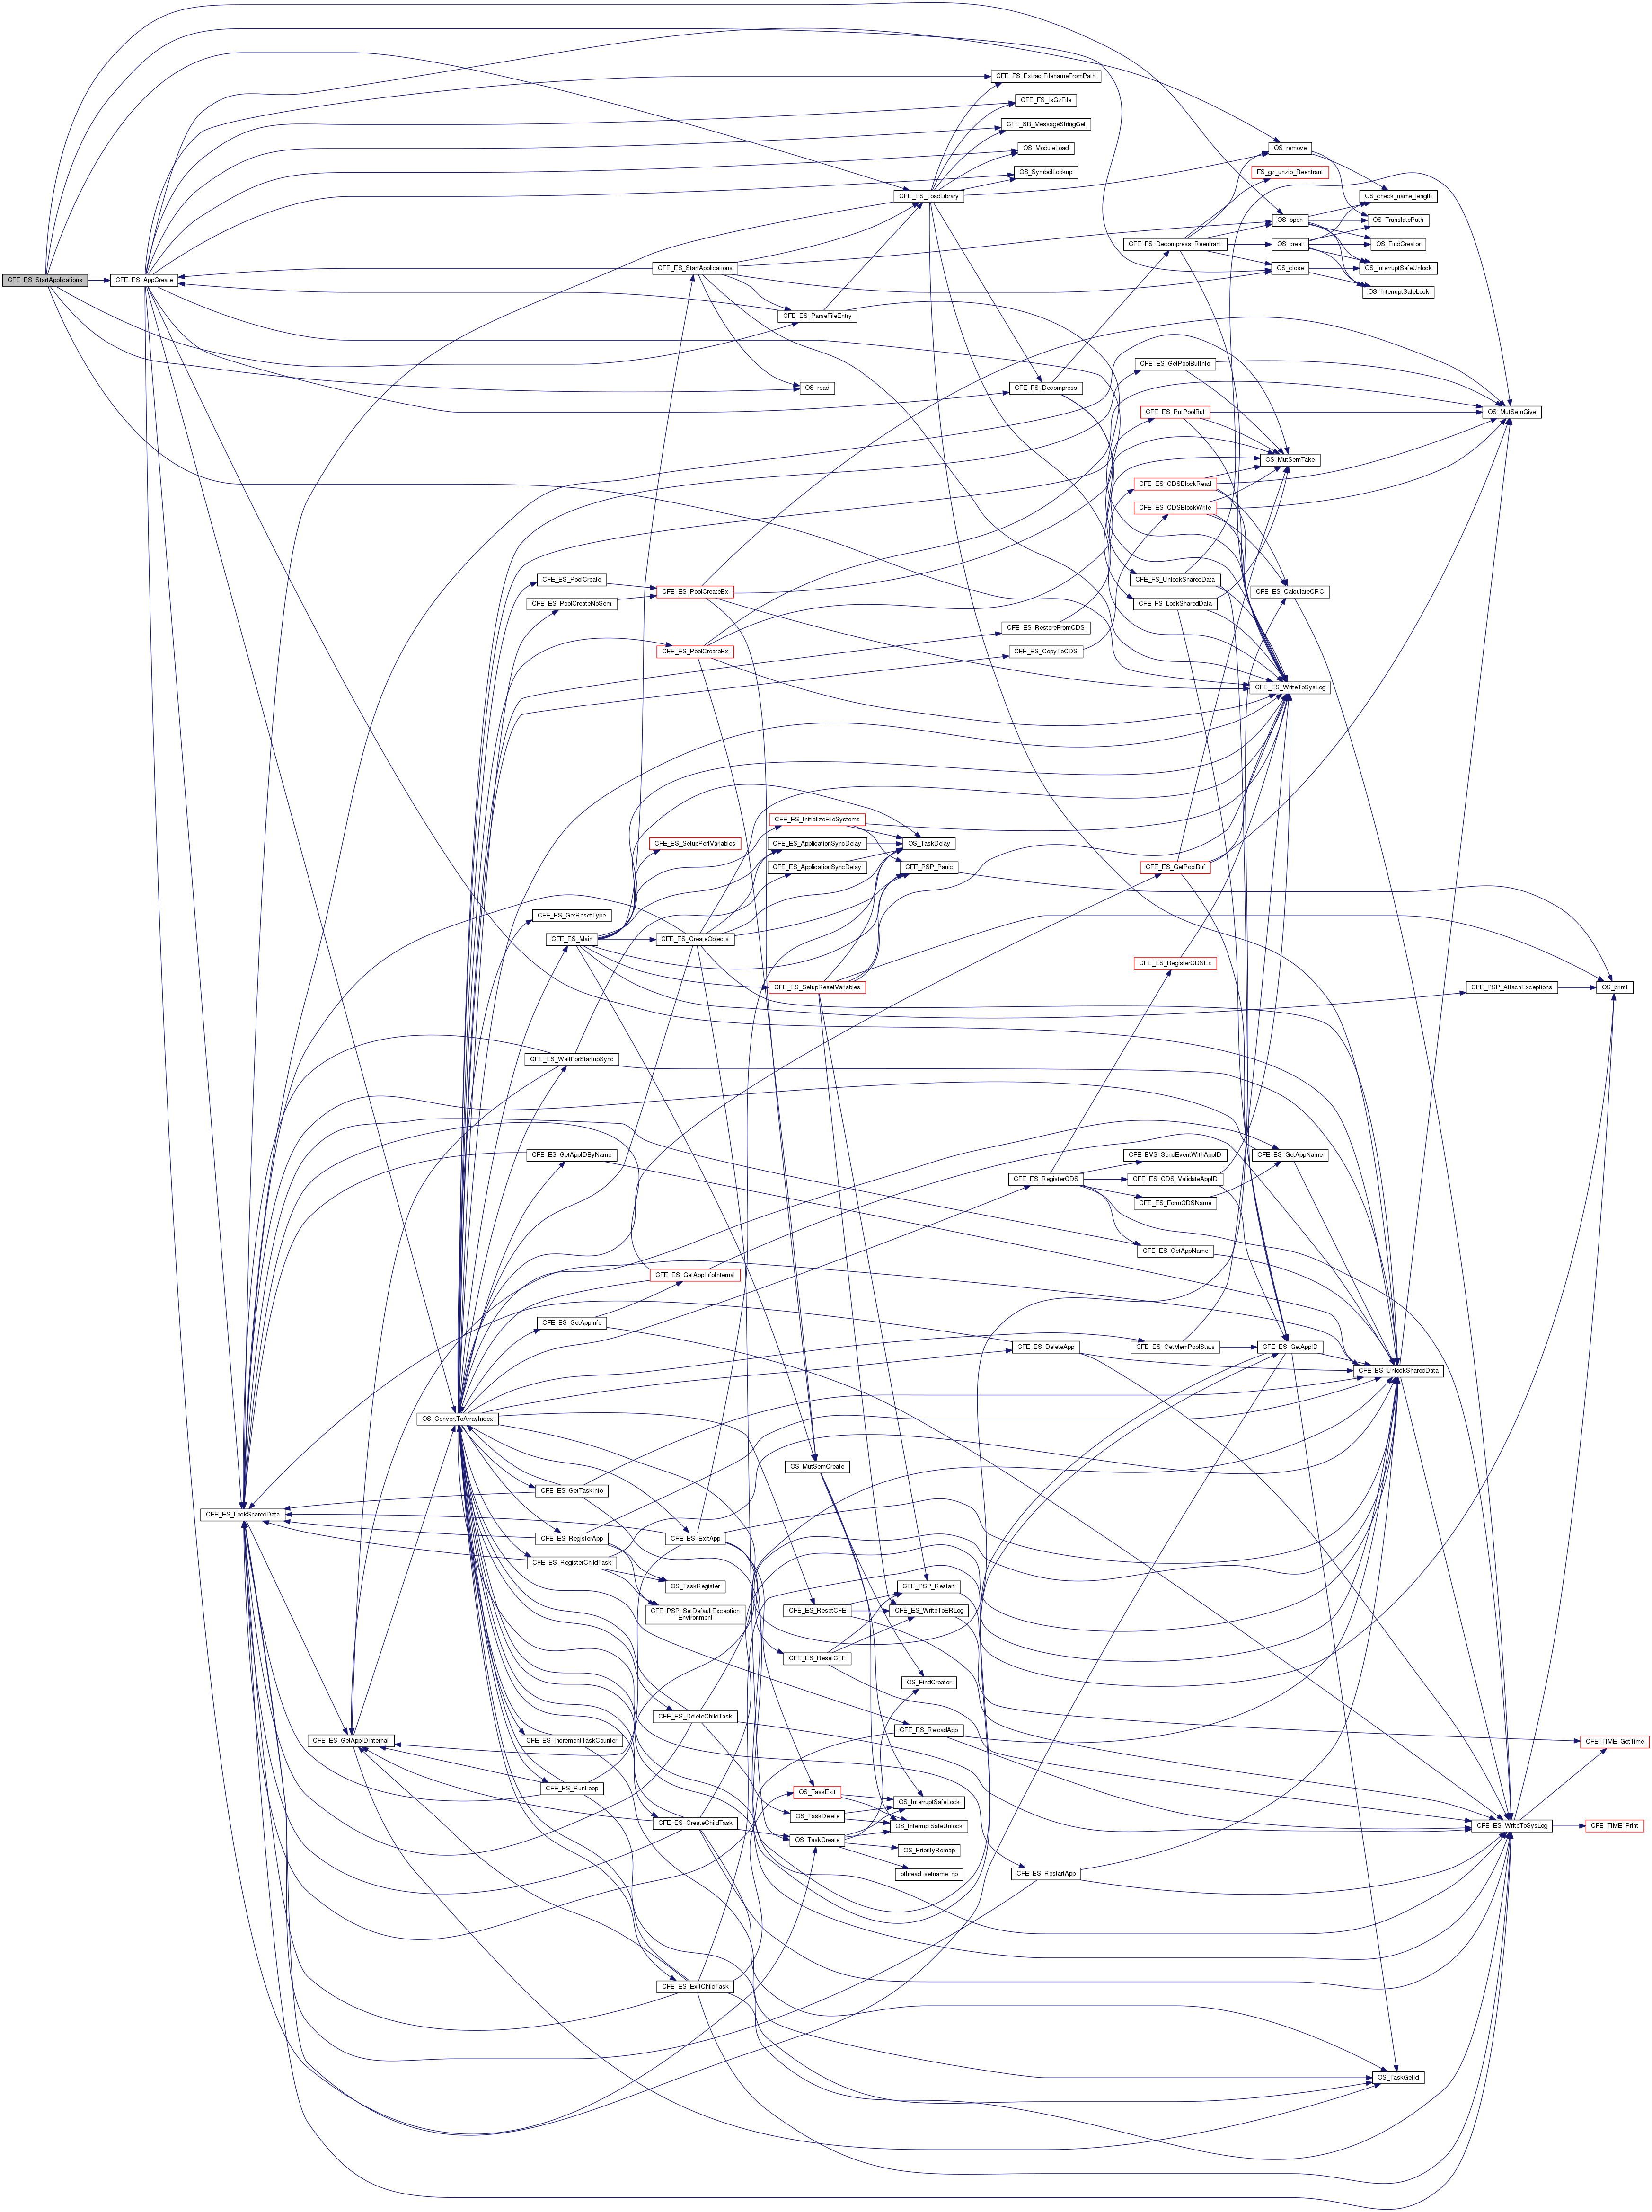 CFE_FS_ExtractFilenameFromPath
CFE_FS_IsGzFile
CFE_SB_MessageStringGet
OS_remove
OS_ModuleLoad
OS_SymbolLookup
FS_gz_unzip_Reentrant
CFE_ES_LoadLibrary
OS_check_name_length
OS_open
OS_TranslatePath
CFE_FS_Decompress_Reentrant
OS_creat
OS_FindCreator
CFE_ES_StartApplications
OS_close
OS_InterruptSafeUnlock
CFE_ES_StartApplications
CFE_ES_AppCreate
OS_InterruptSafeLock
CFE_ES_ParseFileEntry
CFE_ES_GetPoolBufInfo
OS_read
CFE_FS_Decompress
CFE_ES_PutPoolBuf
OS_MutSemGive
OS_MutSemTake
CFE_ES_CDSBlockRead
CFE_ES_CDSBlockWrite
CFE_ES_PoolCreate
CFE_FS_UnlockSharedData
CFE_ES_PoolCreateEx
CFE_ES_CalculateCRC
CFE_ES_PoolCreateNoSem
CFE_FS_LockSharedData
CFE_ES_RestoreFromCDS
CFE_ES_PoolCreateEx
CFE_ES_CopyToCDS
CFE_ES_WriteToSysLog
CFE_ES_InitializeFileSystems
CFE_ES_SetupPerfVariables
CFE_ES_ApplicationSyncDelay
OS_TaskDelay
CFE_ES_ApplicationSyncDelay
CFE_PSP_Panic
CFE_ES_GetPoolBuf
CFE_ES_GetResetType
CFE_ES_Main
CFE_ES_CreateObjects
CFE_ES_RegisterCDSEx
CFE_ES_SetupResetVariables
CFE_PSP_AttachExceptions
OS_printf
CFE_ES_WaitForStartupSync
CFE_ES_GetAppIDByName
CFE_EVS_SendEventWithAppID
CFE_ES_GetAppName
CFE_ES_RegisterCDS
CFE_ES_CDS_ValidateAppID
CFE_ES_FormCDSName
CFE_ES_GetAppName
CFE_ES_GetAppInfoInternal
CFE_ES_GetAppInfo
CFE_ES_DeleteApp
CFE_ES_GetMemPoolStats
CFE_ES_GetAppID
CFE_ES_UnlockSharedData
OS_ConvertToArrayIndex
OS_MutSemCreate
CFE_ES_GetTaskInfo
CFE_ES_LockSharedData
CFE_ES_RegisterApp
CFE_ES_ExitApp
CFE_ES_RegisterChildTask
OS_TaskRegister
CFE_PSP_Restart
CFE_PSP_SetDefaultException
Environment
CFE_ES_ResetCFE
CFE_ES_WriteToERLog
CFE_ES_ResetCFE
OS_FindCreator
CFE_ES_DeleteChildTask
CFE_ES_ReloadApp
CFE_ES_GetAppIDInternal
CFE_ES_IncrementTaskCounter
CFE_TIME_GetTime
CFE_ES_RunLoop
OS_TaskExit
OS_InterruptSafeLock
OS_TaskDelete
CFE_ES_CreateChildTask
OS_InterruptSafeUnlock
CFE_ES_WriteToSysLog
CFE_TIME_Print
OS_TaskCreate
OS_PriorityRemap
CFE_ES_RestartApp
pthread_setname_np
CFE_ES_ExitChildTask
OS_TaskGetId